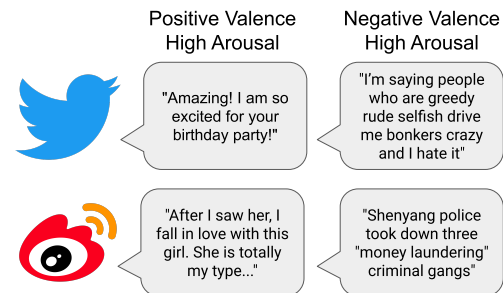 Positive Valence
High Arousal
Negative Valence
High Arousal
"Amazing! I am so
excited for your
birthday party!"
"I'm saying people
who are greedy
rude selfish drive
me bonkers crazy
and I hate it"
"After I saw her, I
fall in love with this
girl. She is totally
my type..."
"Shenyang police
took down three
"money laundering"
criminal gangs"